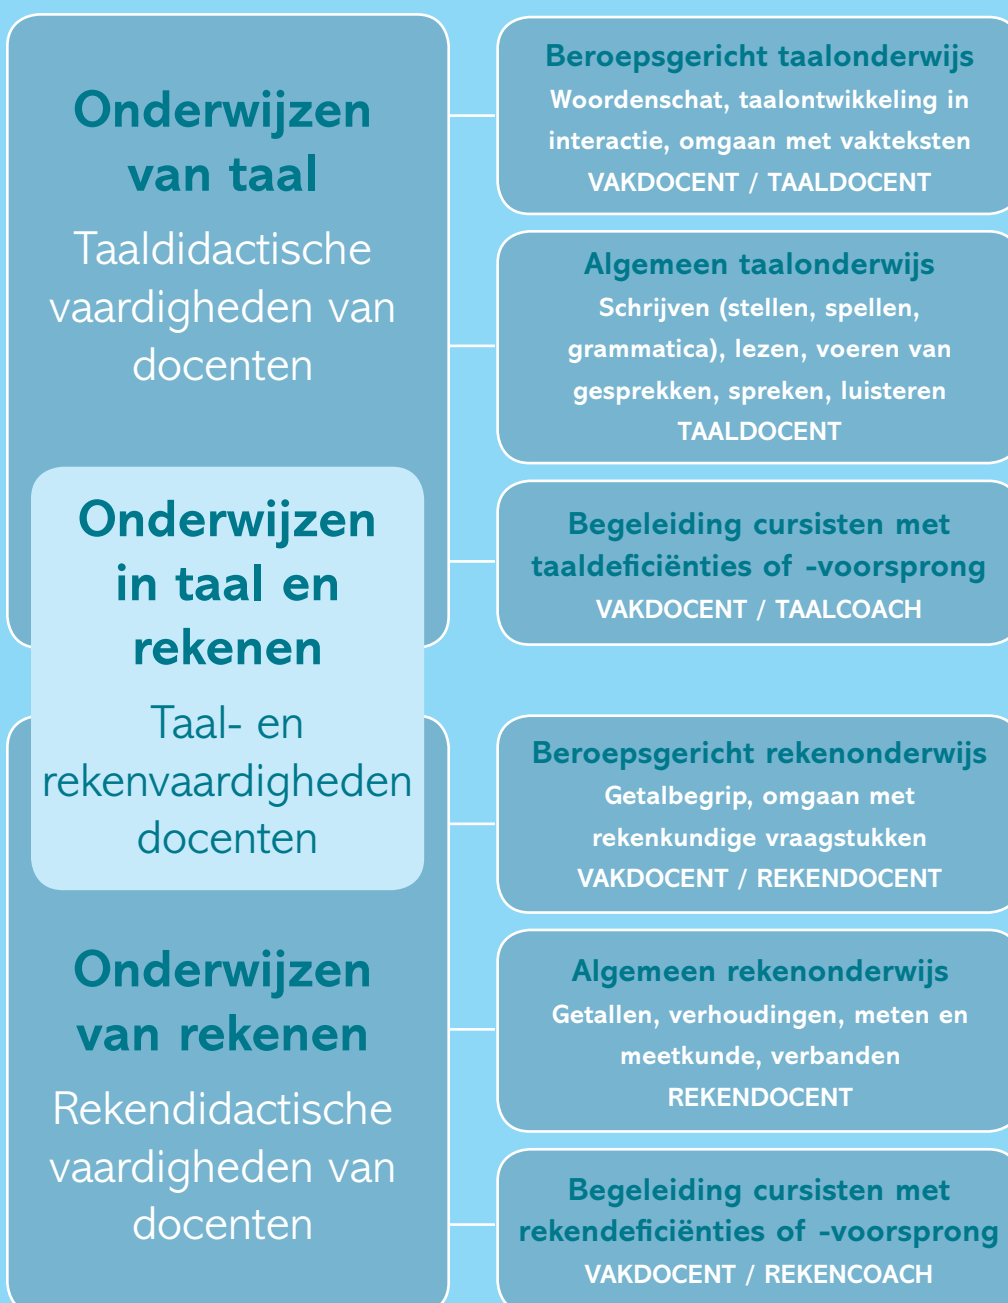 Onderwijzen
van taal
Taaldidactische
vaardigheden van
docenten
Beroepsgericht taalonderwijs
Woordenschat, taalontwikkeling in
interactie, omgaan met vakteksten
VAKDOCENT / TAALDOCENT
Algemeen taalonderwijs
Schrijven (stellen, spellen,
grammatica), lezen, voeren van
gesprekken, spreken, luisteren
TAALDOCENT
Begeleiding cursisten met
taaldeficiënties of -voorsprong
VAKDOCENT / TAALCOACH
Onderwijzen
in taal en
rekenen
Taal- en
rekenvaardigheden
docenten
Onderwijzen
van rekenen
Rekendidactische
vaardigheden van
docenten
Beroepsgericht rekenonderwijs
Getalbegrip, omgaan met
rekenkundige vraagstukken
VAKDOCENT / REKENDOCENT
Algemeen rekenonderwijs
Getallen, verhoudingen, meten en
meetkunde, verbanden
REKENDOCENT
Begeleiding cursisten met
rekendeficiënties of -voorsprong
VAKDOCENT / REKENCOACH